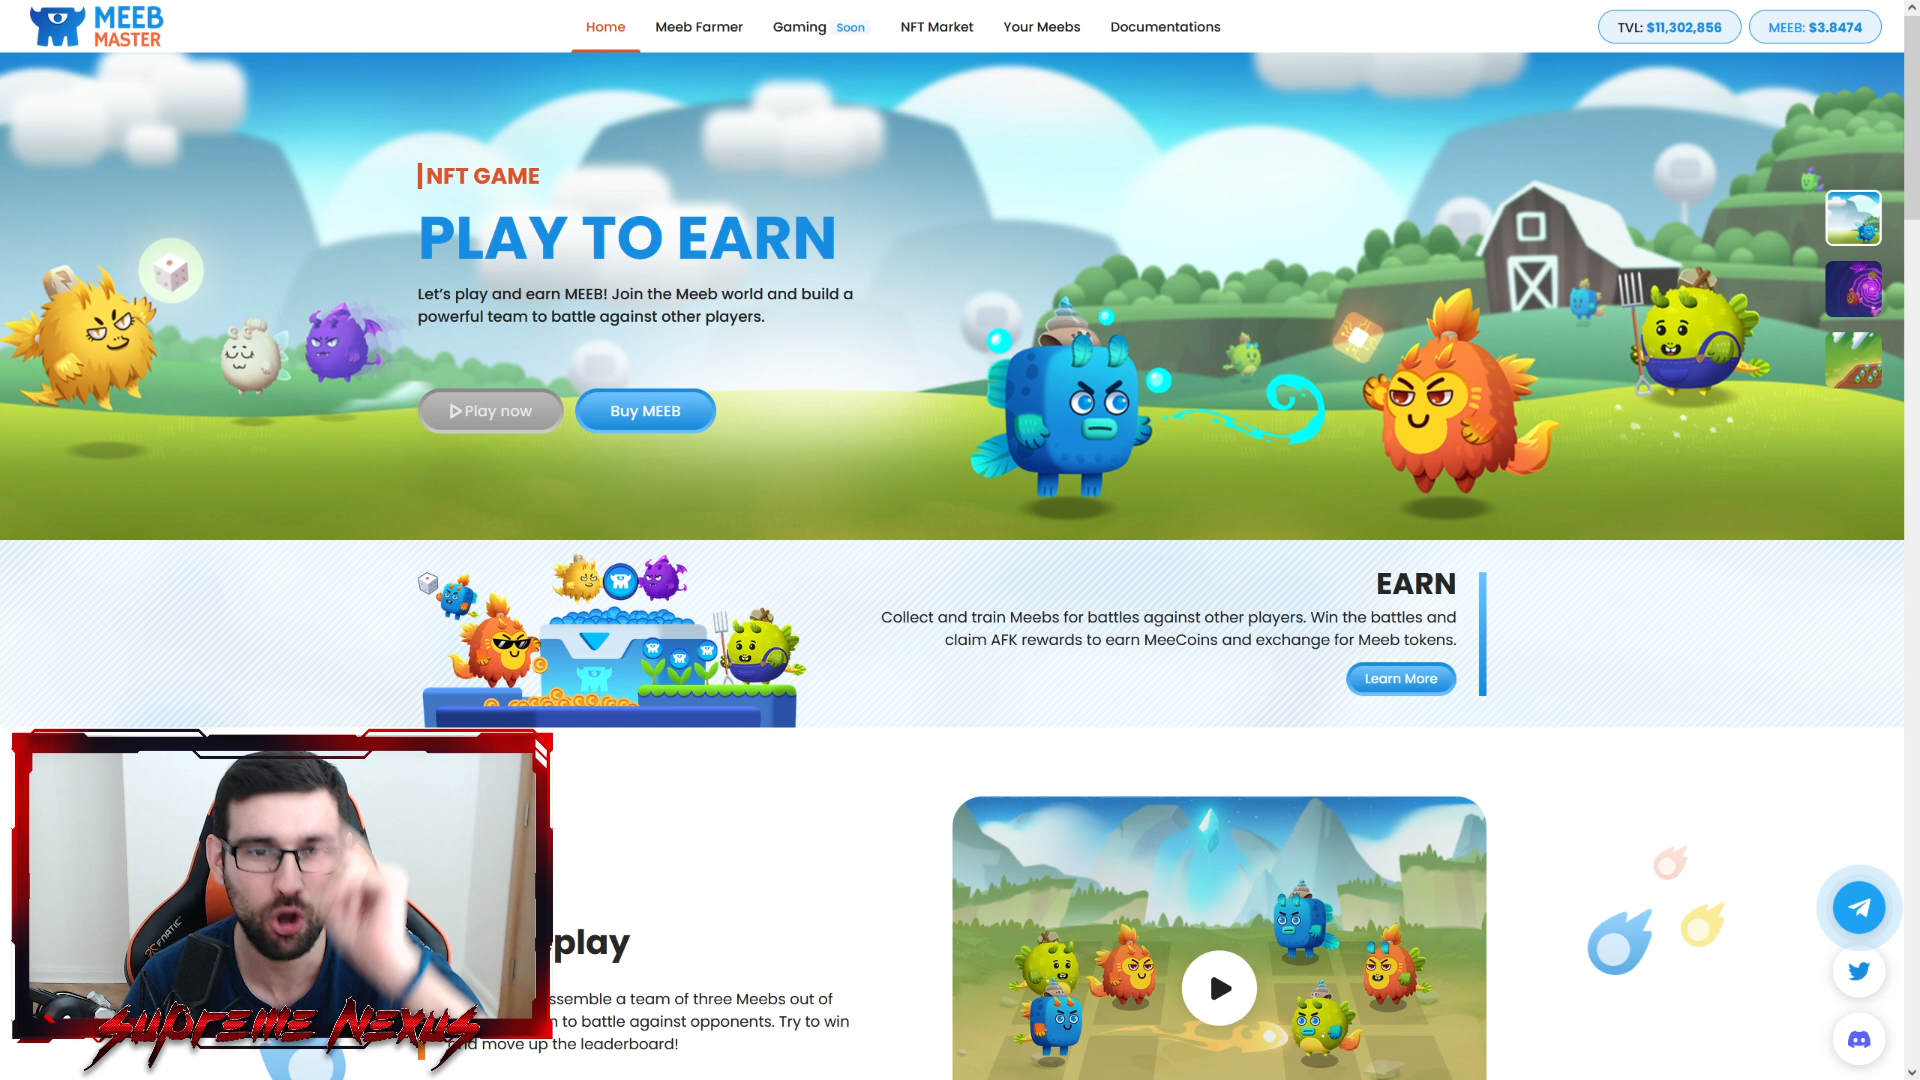 MEEB
MASTER
Home
Meeb Farmer
Gaming Soon
NFT Market
Your Meebs
Documentations
TVL: $11,302,856
MEEB: $3.8474
NFT GAME
PLAY TO EARN
Let's play and earn MEEB! Join the Meeb world and build a
powerful team to battle against other players.
Play now
Buy MEEB
EARN
Collect and train Meebs for battles against other players. Win the battles and
claim AFK rewards to earn MeeCoins and exchange for Meeb tokens.
Learn More
play
ssemble a team of three Meebs out of
to battle against opponents. Try to win
move up the leaderboard!
FNATIC
SUPREME NEXUS